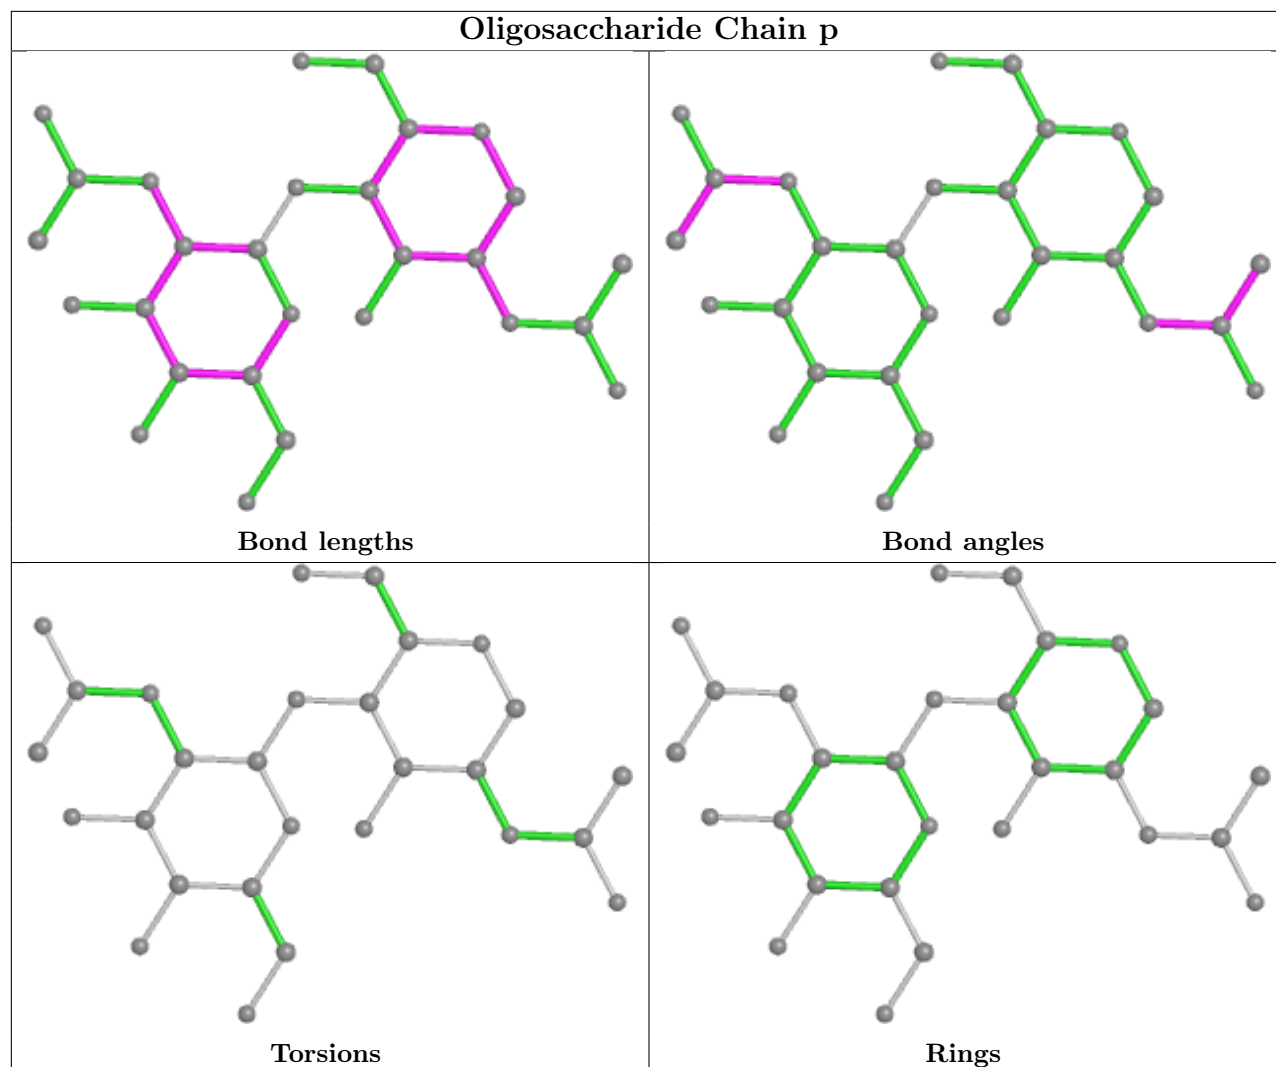 Oligosaccharide Chain p
Bond lengths
Bond angles
Torsions
Rings